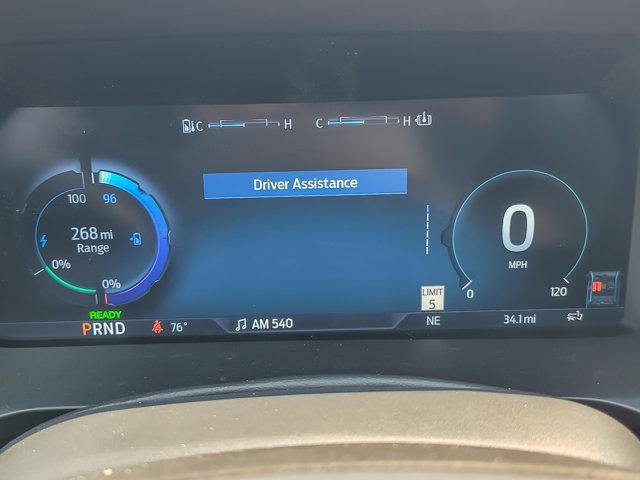 C H C H
Driver Assistance
100 96
268 mi
Range
0%
0%
0
MPH
0 120
LIMIT
5
READY
PRND 76° AM 540 NE 34.1 mi